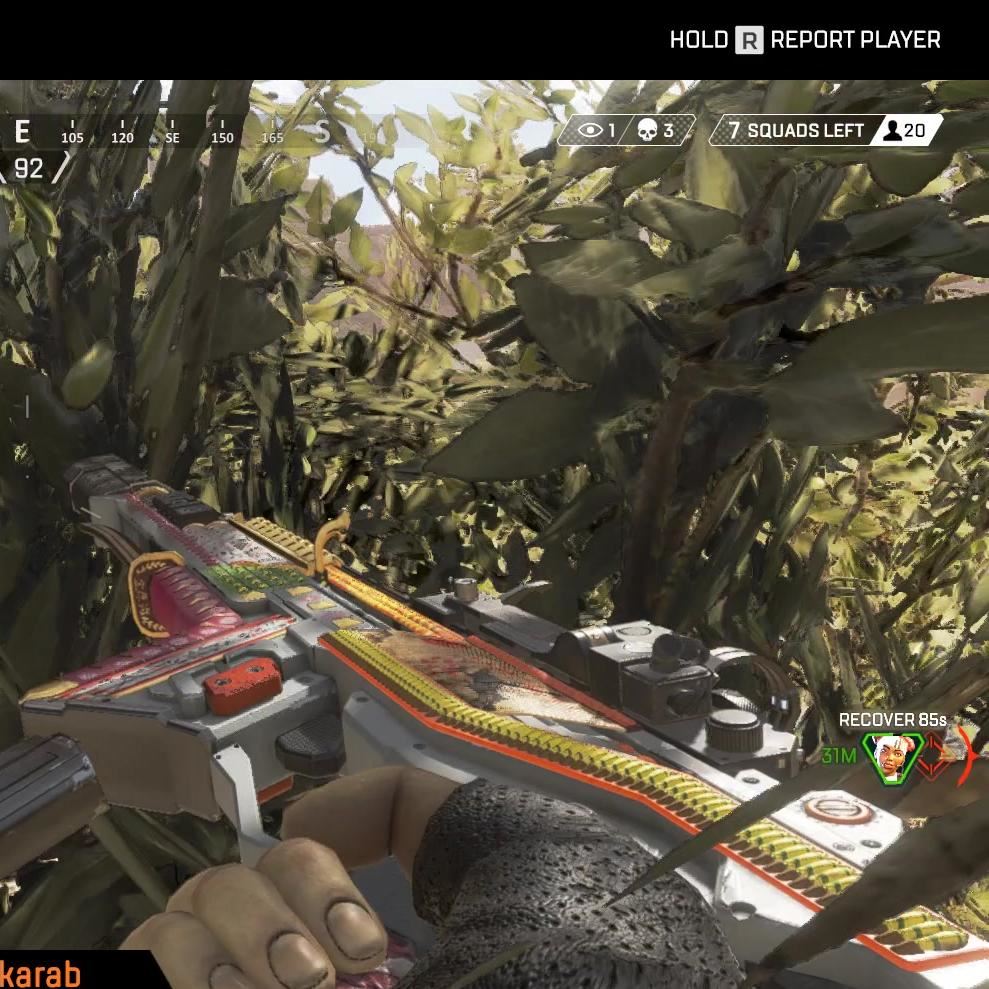 HOLD R REPORT PLAYER
E 105 120 SE 150 165 S
1 3 7 SQUADS LEFT 20
92
RECOVER 85s
31M
karab